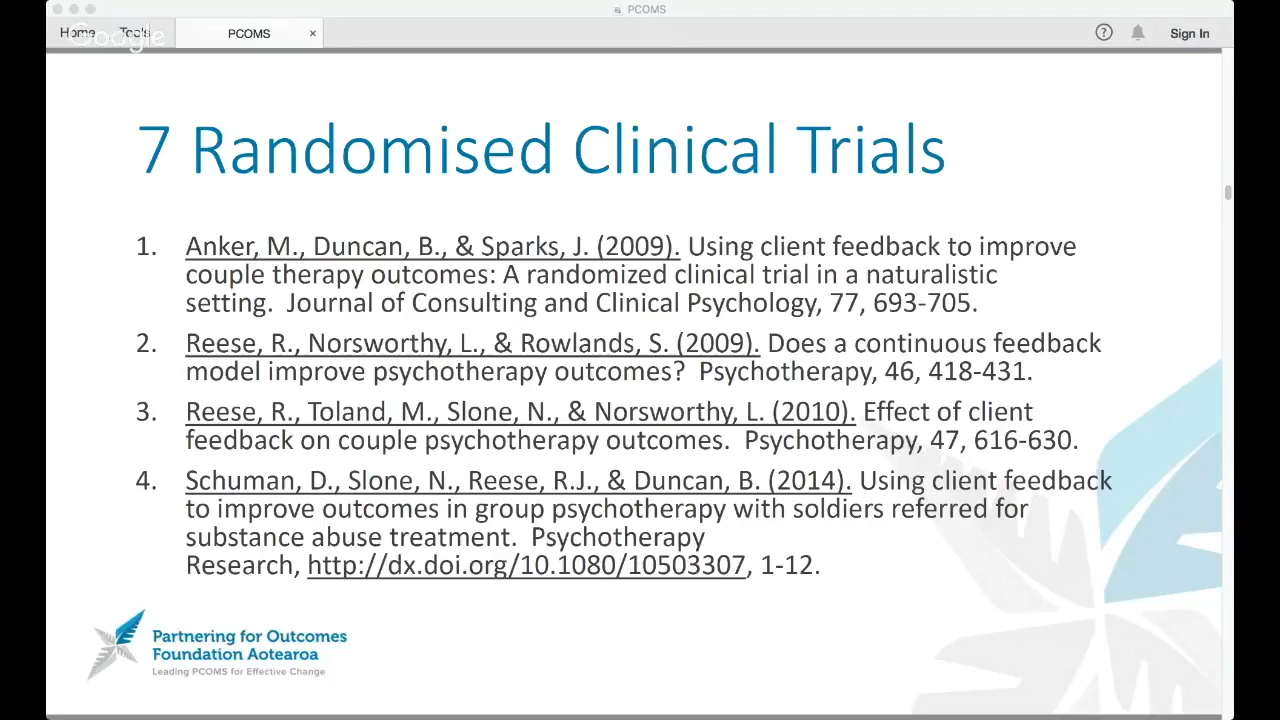 PCOMS
Home Tools PCOMS × ? Sign In
Google
7 Randomised Clinical Trials
1. Anker, M., Duncan, B., & Sparks, J. (2009). Using client feedback to improve
couple therapy outcomes: A randomized clinical trial in a naturalistic
setting. Journal of Consulting and Clinical Psychology, 77, 693-705.
2. Reese, R., Norsworthy, L., & Rowlands, S. (2009). Does a continuous feedback
model improve psychotherapy outcomes? Psychotherapy, 46, 418-431.
3. Reese, R., Toland, M., Slone, N., & Norsworthy, L. (2010). Effect of client
feedback on couple psychotherapy outcomes. Psychotherapy, 47, 616-630.
4. Schuman, D., Slone, N., Reese, R.J., & Duncan, B. (2014). Using client feedback
to improve outcomes in group psychotherapy with soldiers referred for
substance abuse treatment. Psychotherapy
Research, http://dx.doi.org/10.1080/10503307, 1-12.
Partnering for Outcomes
Foundation Aotearoa
Leading PCOMS for Effective Change